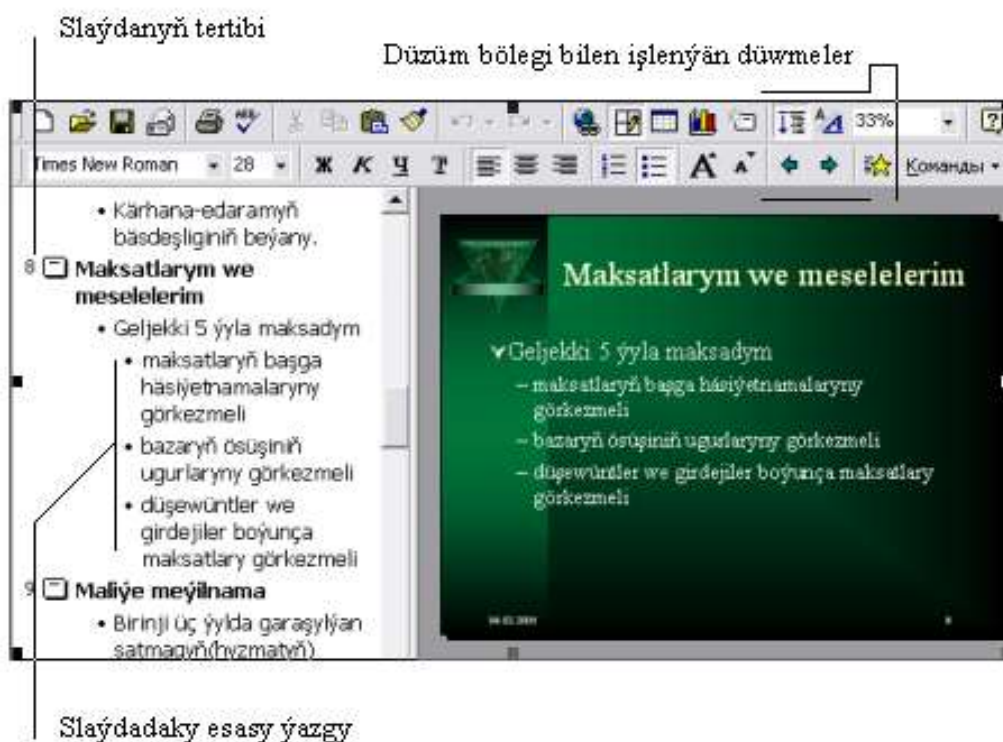 Slaýdanyň tertibi
Düzüm bölegi bilen işlenýän düwmeler
33%
Times New Roman 28 Ж К Ч Команды
• Kärhana-edaramyň
bäsdeşliginiň beýany.
8 Maksatlarym we
meselelerim
• Geljekki 5 ýyla maksadym
• maksatlaryň başga
häsiýetnamalaryny
görkezmeli
• bazaryň ösüşiniň
ugurlaryny görkezmeli
• düşewüntler we
girdejiler boýunça
maksatlary görkezmeli
9 Maliýe meýilnama
• Birinji üç ýylda garaşylýan
satmagyň(hyzmatyň)
Maksatlarym we meselelerim
Geljekki 5 ýyla maksadym
– maksatlaryň başga häsiýetnamalaryny
görkezmeli
– bazaryň ösüşiniň ugurlaryny görkezmeli
– düşewüntler we girdejiler boýunça maksatlary
görkezmeli
Slaýdadaky esasy ýazgy